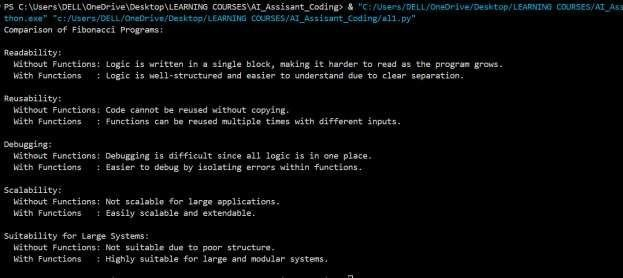 PS C:\Users\DELL\OneDrive\Desktop\LEARNING COURSES\AI_Assisant_Coding> & "C:/Users/DELL/OneDrive/Desktop/LEARNING COURSES/AI_Ass
thon.exe" "c:/Users/DELL/OneDrive/Desktop/LEARNING COURSES/AI_Assisant_Coding/al1.py"
Comparison of Fibonacci Programs:
Readability:
Without Functions: Logic is written in a single block, making it harder to read as the program grows.
With Functions : Logic is well-structured and easier to understand due to clear separation.
Reusability:
Without Functions: Code cannot be reused without copying.
With Functions : Functions can be reused multiple times with different inputs.
Debugging:
Without Functions: Debugging is difficult since all logic is in one place.
With Functions : Easier to debug by isolating errors within functions.
Scalability:
Without Functions: Not scalable for large applications.
With Functions : Easily scalable and extendable.
Suitability for Large Systems:
Without Functions: Not suitable due to poor structure.
With Functions : Highly suitable for large and modular systems.